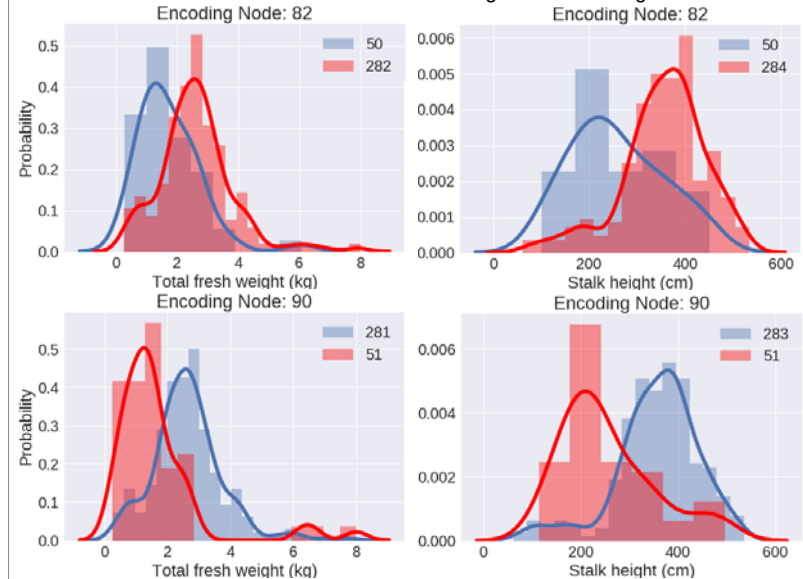 Encoding Node: 82
50
282
0.5
0.4
0.3
0.2
0.1
0.0
Probability
0 2 4 6 8
Total fresh weight (kg)
Encoding Node: 82
50
284
0.006
0.005
0.004
0.003
0.002
0.001
0.000
0 200 400 600
Stalk height (cm)
Encoding Node: 90
281
51
0.5
0.4
0.3
0.2
0.1
0.0
Probability
0 2 4 6 8
Total fresh weight (kg)
Encoding Node: 90
283
51
0.006
0.004
0.002
0.000
0 200 400 600
Stalk height (cm)